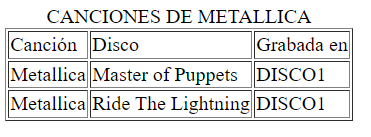 CANCIONES DE METALLICA
Canción Disco Grabada en
Metallica Master of Puppets DISCO1
Metallica Ride The Lightning DISCO1